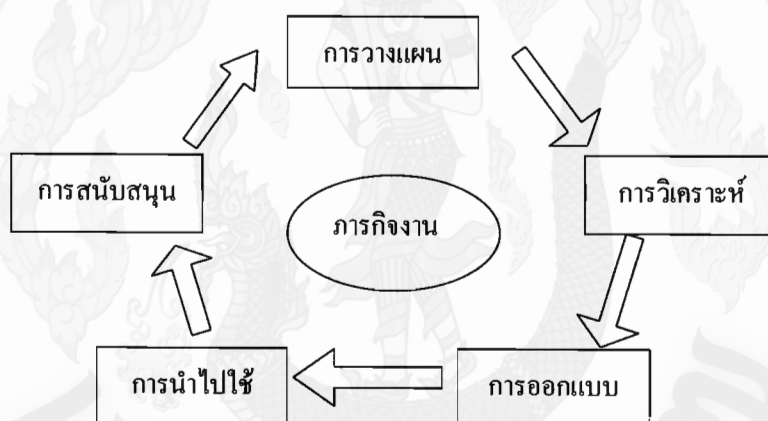 การวางแผน
การสนับสนุน
การวิเคราะห์
ภารกิจงาน
การนำไปใช้
การออกแบบ